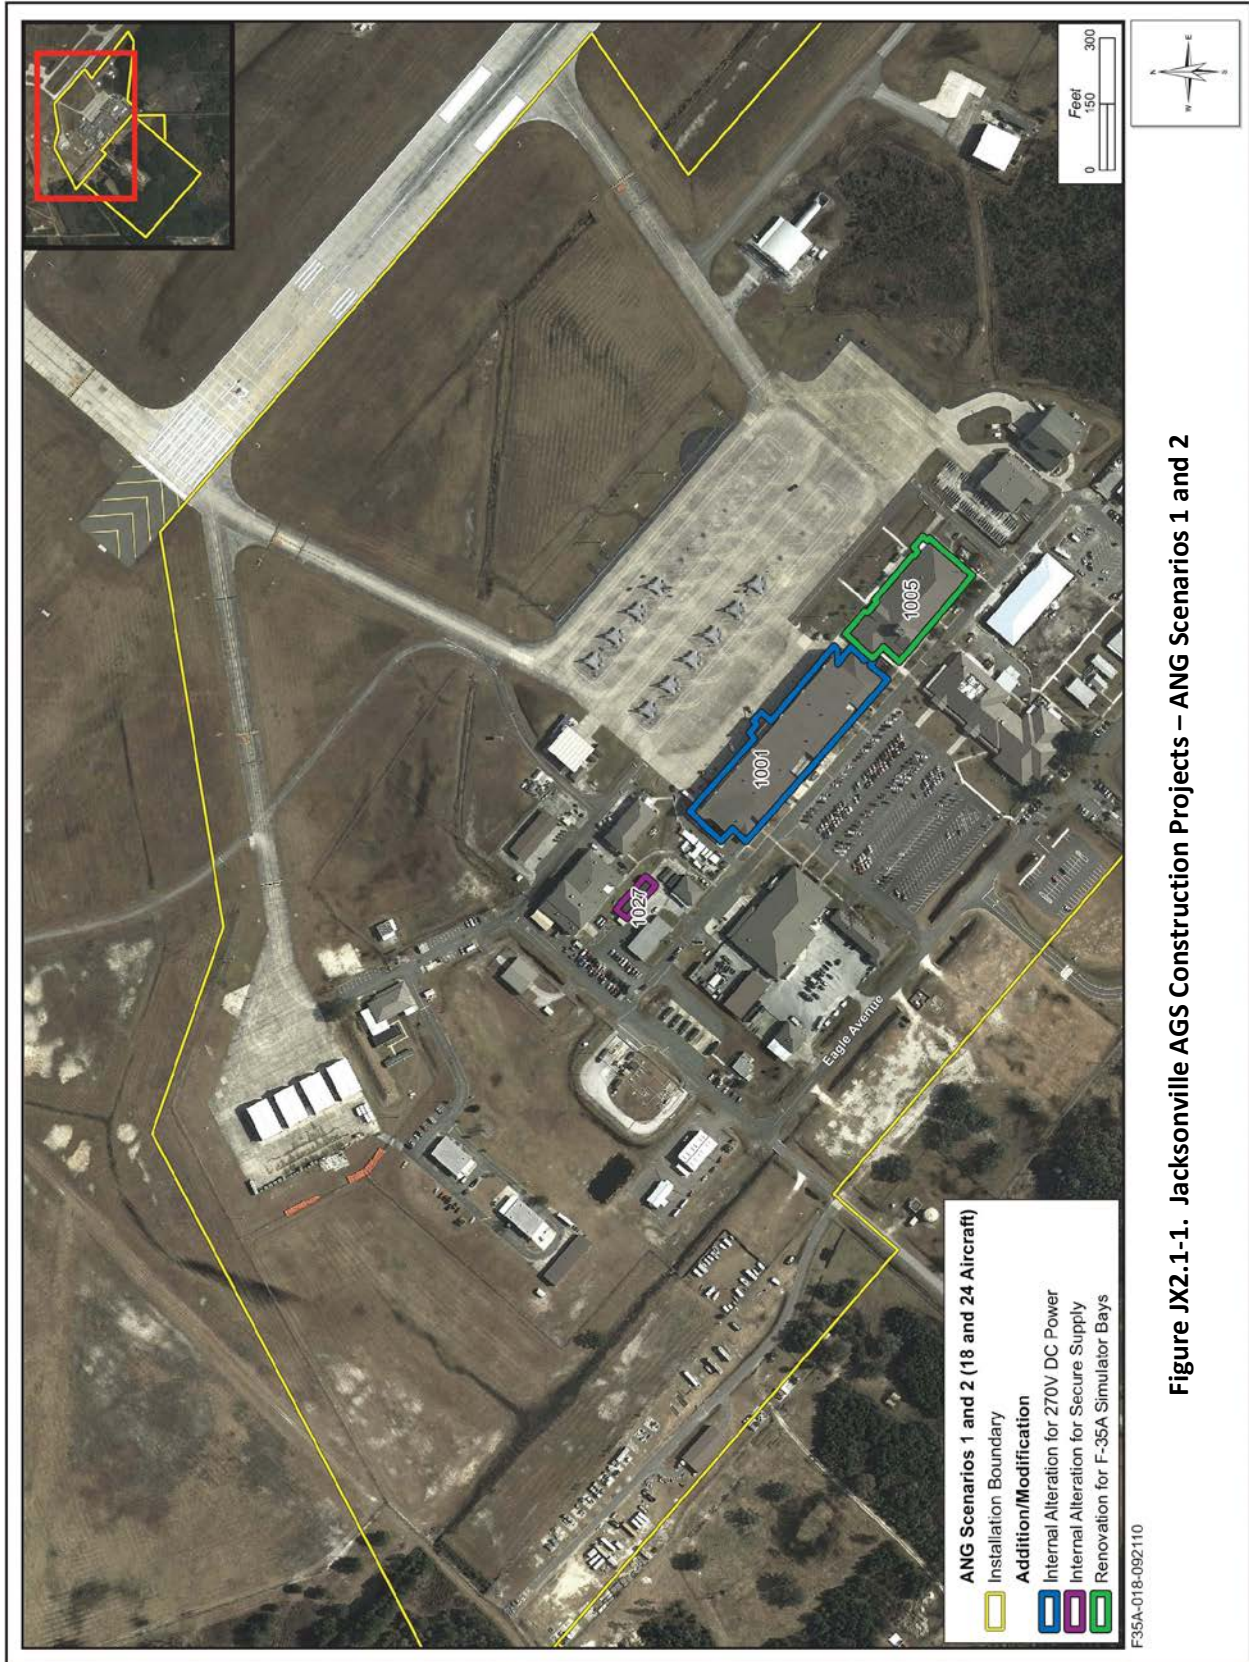 Feet
0 150 300
N
W E
S
1027
1001
1005
Eagle Avenue
ANG Scenarios 1 and 2 (18 and 24 Aircraft)
Installation Boundary
Addition/Modification
Internal Alteration for 270V DC Power
Internal Alteration for Secure Supply
Renovation for F-35A Simulator Bays
F35A-018-092110
Figure JX2.1-1. Jacksonville AGS Construction Projects – ANG Scenarios 1 and 2